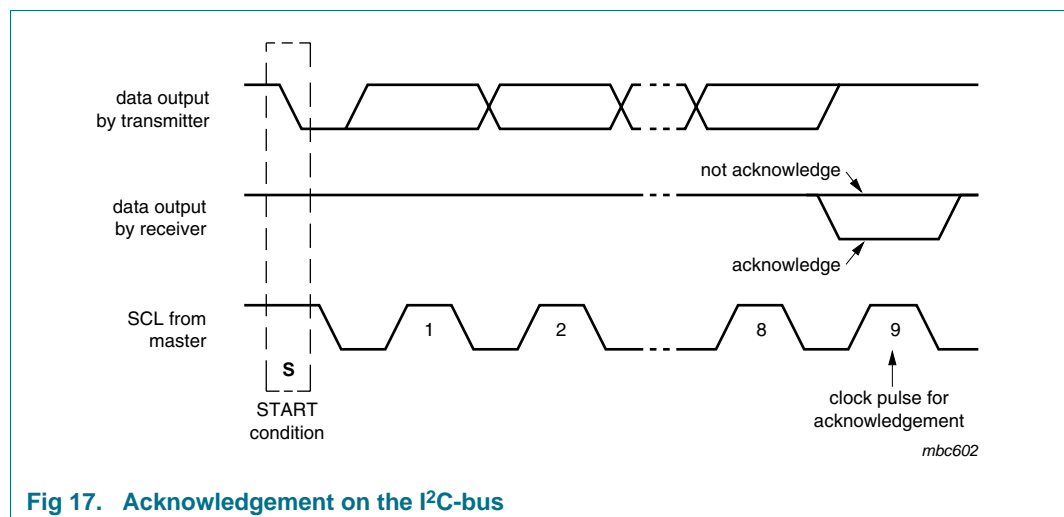 data output
by transmitter
not acknowledge
data output
by receiver
acknowledge
SCL from
master
1
2
8
9
S
START
condition
clock pulse for
acknowledgement
mbc602
Fig 17. Acknowledgement on the I²C-bus